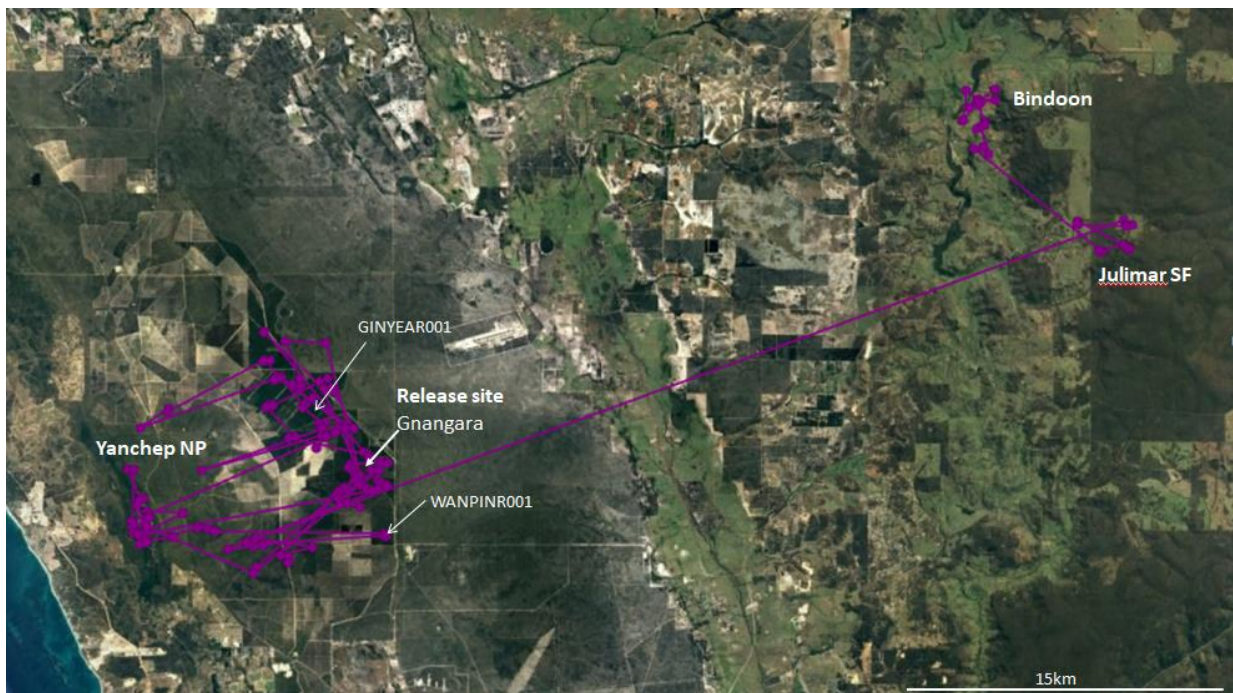 Bindoon
Julimar SF
GINYEAR001
Release site
Gnangara
Yanchep NP
WANPINR001
15km